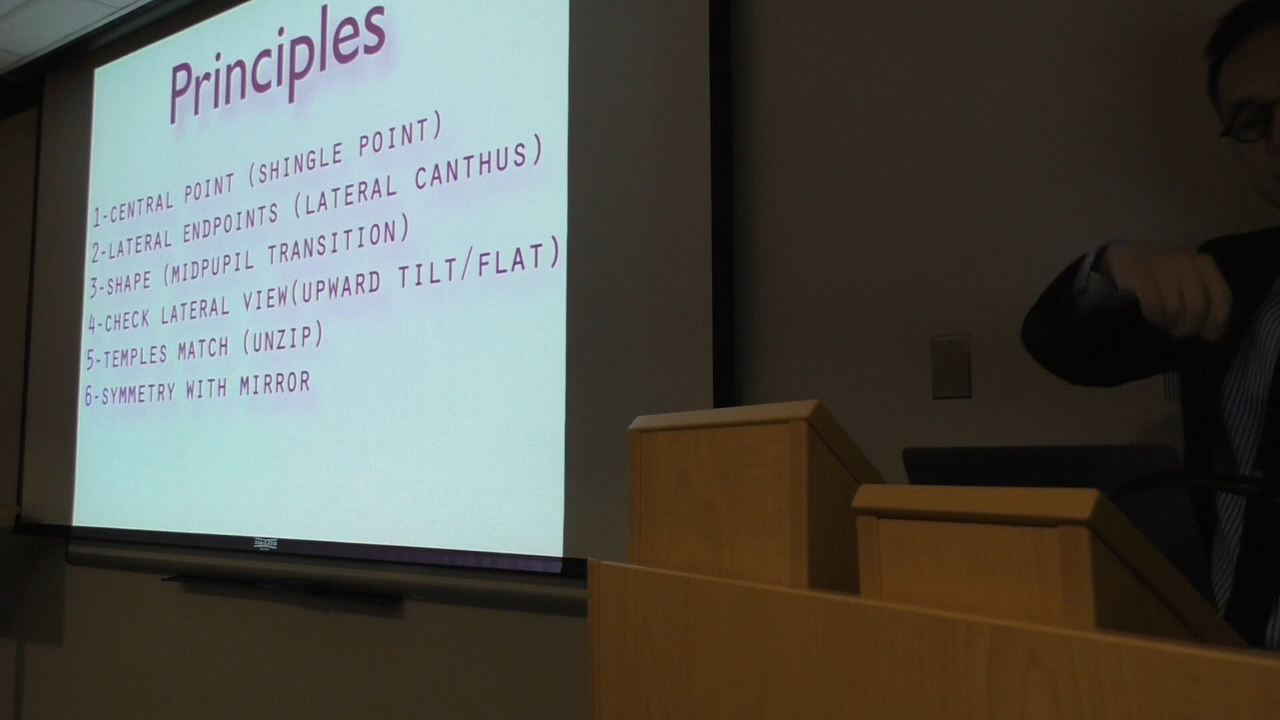 Principles
1-CENTRAL POINT (SHINGLE POINT)
2-LATERAL ENDPOINTS (LATERAL CANTHUS)
3-SHAPE (MIDPUPIL TRANSITION)
4-CHECK LATERAL VIEW(UPWARD TILT/FLAT)
5-TEMPLES MATCH (UNZIP)
6-SYMMETRY WITH MIRROR